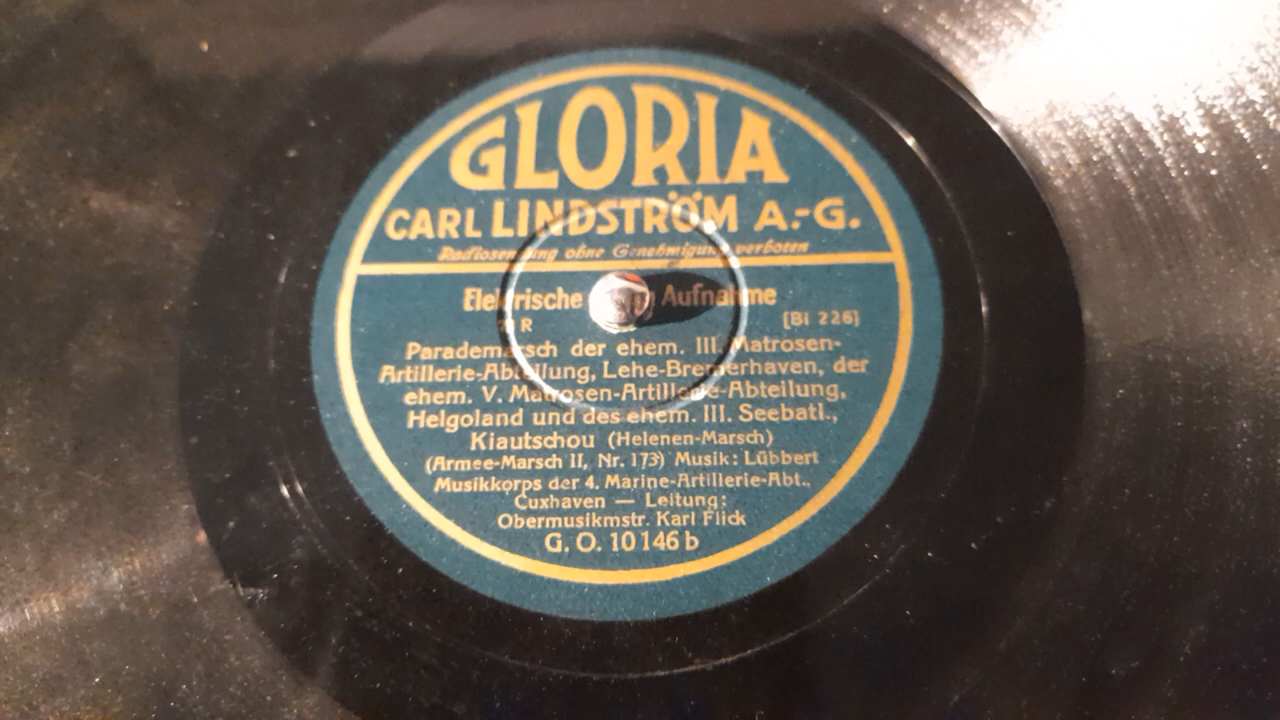 GLORIA
CARL LINDSTRÖM A.-G.
Radiosendung ohne Genehmigung verboten
Elektrische Aufnahme
R [Bi 226]
Parademarsch der ehem. III. Matrosen-
Artillerie-Abteilung, Lehe-Bremerhaven, der
ehem. V. Matrosen-Artillerie-Abteilung,
Helgoland und des ehem. III. Seebatl.,
Kiautschou (Helenen-Marsch)
(Armee-Marsch II, Nr. 173) Musik: Lübbert
Musikkorps der 4. Marine-Artillerie-Abt.,
Cuxhaven — Leitung:
Obermusikmstr. Karl Flick
G. O. 10146 b